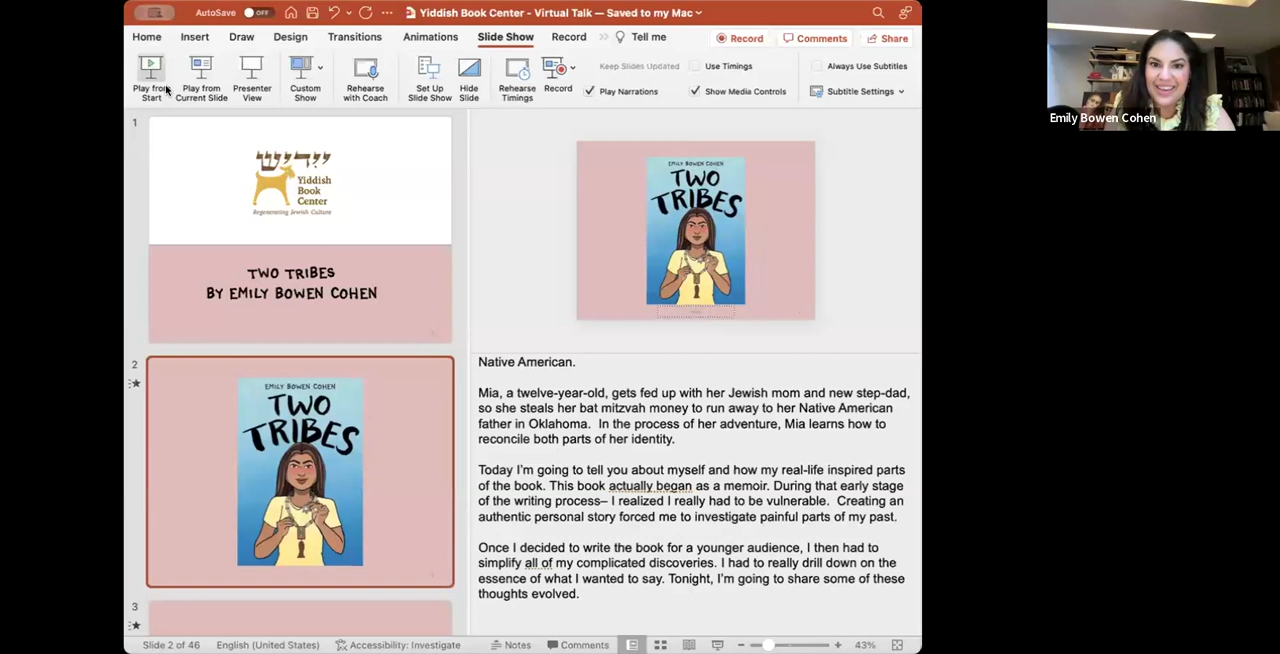 AutoSave OFF
Yiddish Book Center - Virtual Talk — Saved to my Mac
Home Insert Draw Design Transitions Animations Slide Show Record Tell me
Record Comments Share
Play from Start
Play from Current Slide
Presenter View
Custom Show
Rehearse with Coach
Set Up Slide Show
Hide Slide
Rehearse Timings
Record
Keep Slides Updated
Use Timings
Play Narrations
Show Media Controls
Always Use Subtitles
Subtitle Settings
1
ייִדיש
Yiddish
Book
Center
Regenerating Jewish Culture
TWO TRIBES
BY EMILY BOWEN COHEN
2
EMILY BOWEN COHEN
TWO
TRIBES
3
EMILY BOWEN COHEN
TWO
TRIBES
Native American.
Mia, a twelve-year-old, gets fed up with her Jewish mom and new step-dad,
so she steals her bat mitzvah money to run away to her Native American
father in Oklahoma.  In the process of her adventure, Mia learns how to
reconcile both parts of her identity.
Today I'm going to tell you about myself and how my real-life inspired parts
of the book. This book actually began as a memoir. During that early stage
of the writing process– I realized I really had to be vulnerable.  Creating an
authentic personal story forced me to investigate painful parts of my past.
Once I decided to write the book for a younger audience, I then had to
simplify all of my complicated discoveries. I had to really drill down on the
essence of what I wanted to say. Tonight, I'm going to share some of these
thoughts evolved.
Slide 2 of 46 English (United States) Accessibility: Investigate Notes Comments 43%
Emily Bowen Cohen